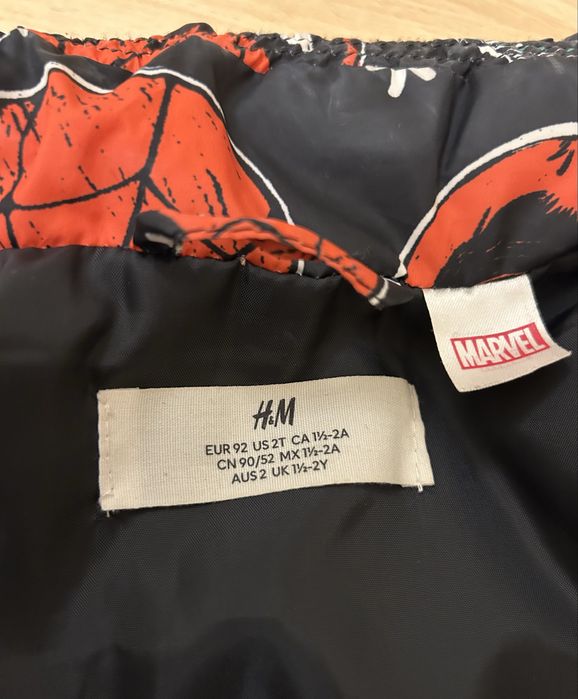 MARVEL
H&M
EUR 92 US 2T CA 1½-2A
CN 90/52 MX 1½-2A
AUS 2 UK 1½-2Y